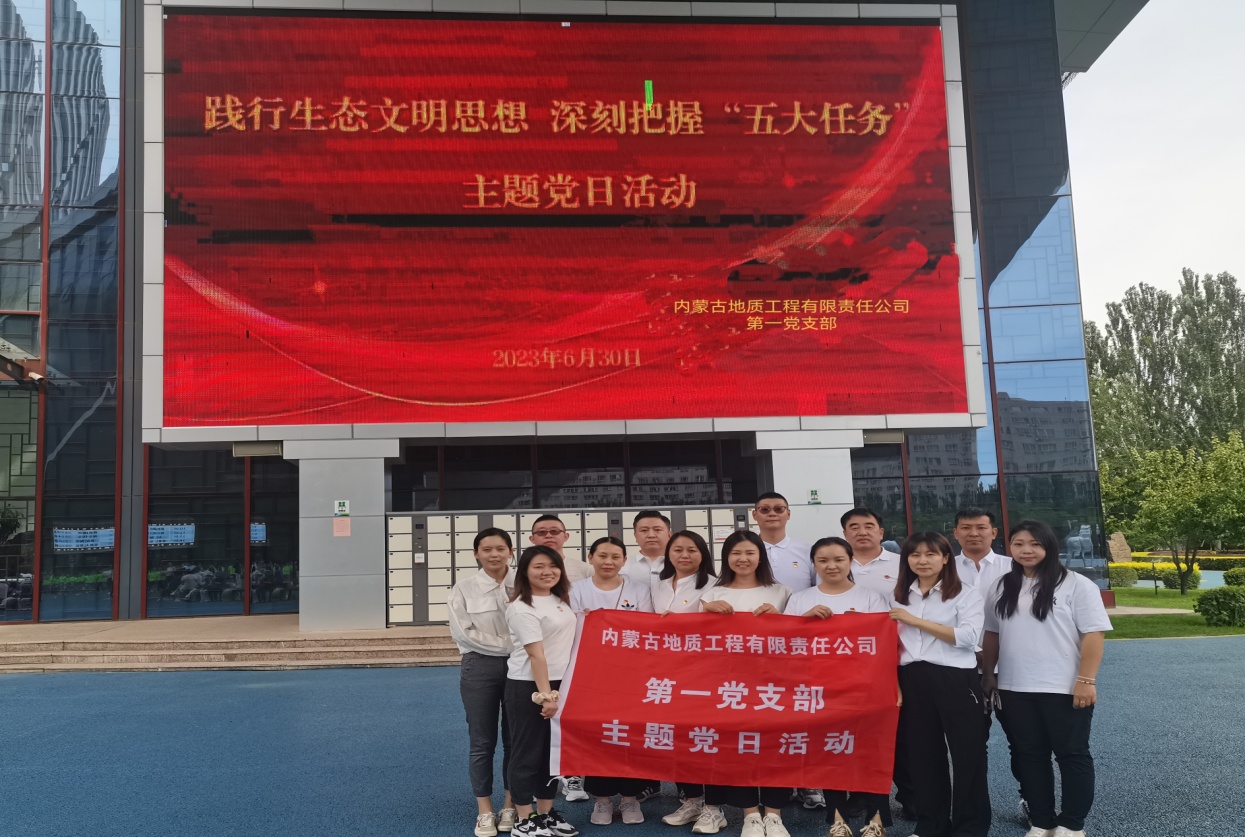 践行生态文明思想 深刻把握“五大任务”
主题党日活动
内蒙古地质工程有限责任公司
第一党支部
2023年6月30日
内蒙古地质工程有限责任公司
第一党支部
主题党日活动